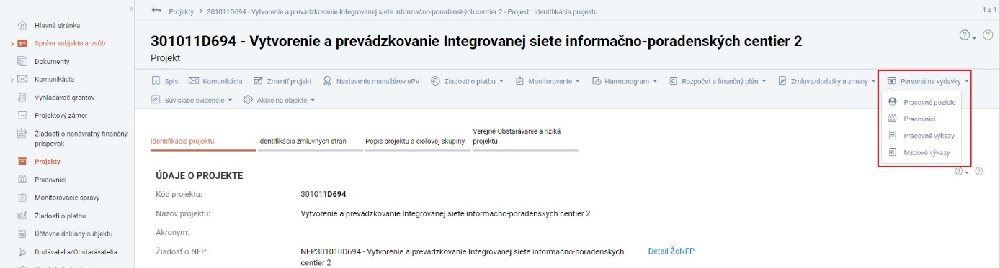 Projekty > 301011D694 - Vytvorenie a prevádzkovanie Integrovanej siete informačno-poradenských centier 2 - Projekt : Identifikácia projektu
1 z 1
Hlavná stránka
Správa subjektu a osôb
Dokumenty
Komunikácia
Vyhľadávač grantov
Projektový zámer
Žiadosti o nenávratný finančný
príspevok
Projekty
Pracovníci
Monitorovacie správy
Žiadosti o platbu
Účtovné doklady subjektu
Dodávatelia/Obstarávatelia
301011D694 - Vytvorenie a prevádzkovanie Integrovanej siete informačno-poradenských centier 2
Projekt
Spis Komunikácia Zmeniť projekt Nastavenie manažérov ePV Žiadosti o platbu Monitorovanie Harmonogram Rozpočet a finančný plán Zmluva/dodatky a zmeny Personálne výdavky
Súvisiace evidencie Akcie na objekte
Pracovné pozície
Pracovníci
Pracovné výkazy
Mzdové výkazy
Identifikácia projektu
Identifikácia zmluvných strán
Popis projektu a cieľovej skupiny
Verejné Obstarávanie a riziká
projektu
ÚDAJE O PROJEKTE
Kód projektu: 301011D694
Názov projektu: Vytvorenie a prevádzkovanie Integrovanej siete informačno-poradenských centier 2
Akronym:
Žiadosť o NFP: NFP301010D694 - Vytvorenie a prevádzkovanie Integrovanej siete informačno-poradenských Detail ŽoNFP
centier 2